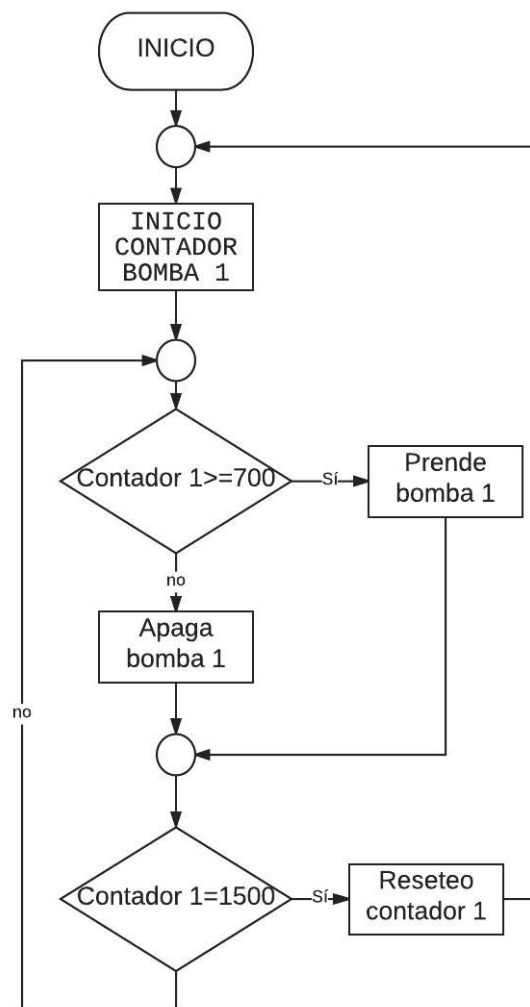 INICIO
INICIO
CONTADOR
BOMBA 1
Contador 1>=700
Sí
Prende
bomba 1
no
Apaga
bomba 1
no
Contador 1=1500
Sí
Reseteo
contador 1